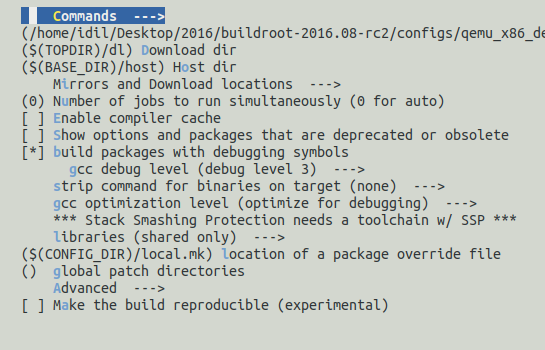 Commands  --->
(/home/idil/Desktop/2016/buildroot-2016.08-rc2/configs/qemu_x86_de
($(TOPDIR)/dl) Download dir
($(BASE_DIR)/host) Host dir
Mirrors and Download locations  --->
(0) Number of jobs to run simultaneously (0 for auto)
[ ] Enable compiler cache
[ ] Show options and packages that are deprecated or obsolete
[*] build packages with debugging symbols
gcc debug level (debug level 3)  --->
strip command for binaries on target (none)  --->
gcc optimization level (optimize for debugging)  --->
*** Stack Smashing Protection needs a toolchain w/ SSP ***
libraries (shared only)  --->
($(CONFIG_DIR)/local.mk) location of a package override file
()  global patch directories
Advanced  --->
[ ] Make the build reproducible (experimental)